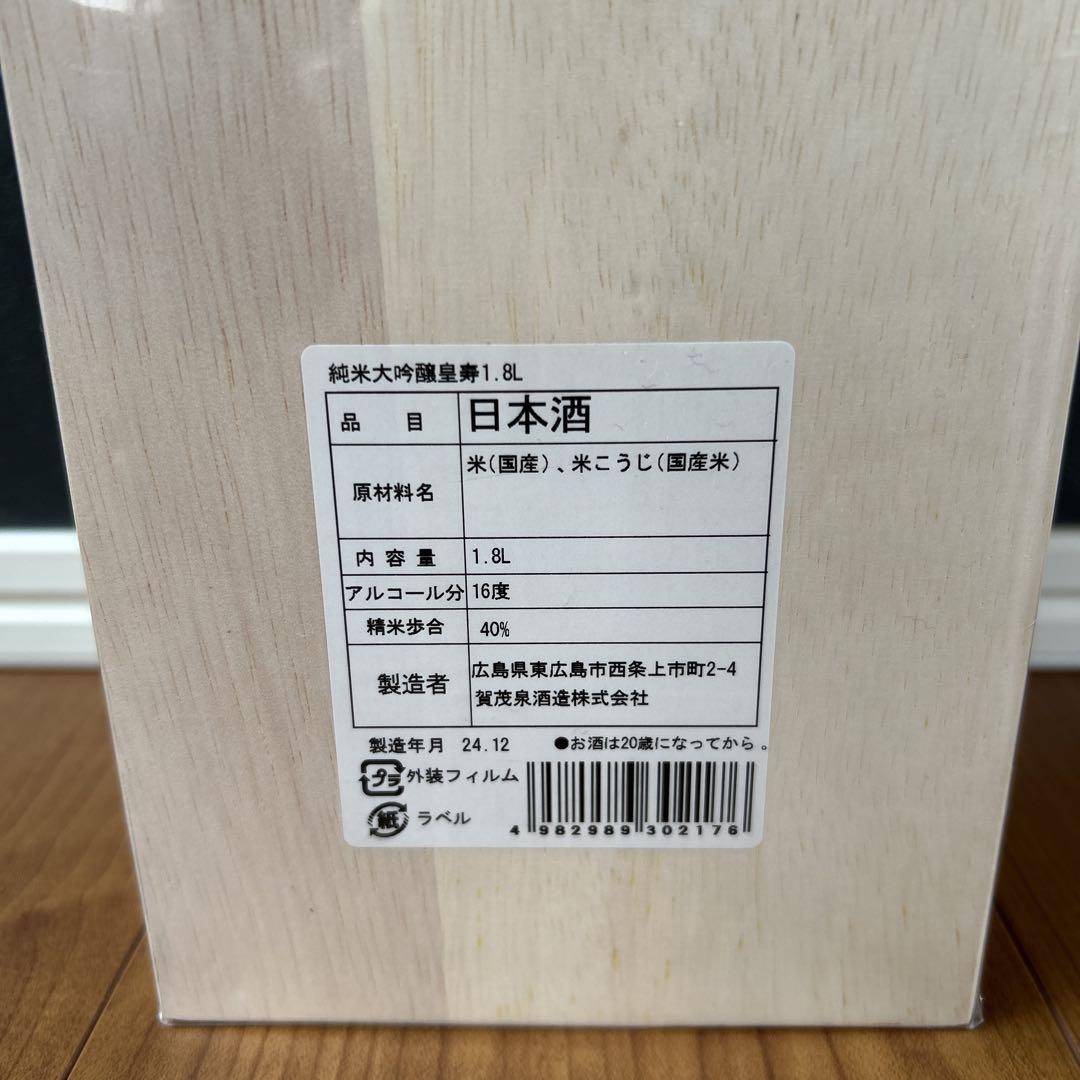 純米大吟醸皇寿1.8L
品 目 日本酒
原材料名 米(国産)、米こうじ(国産米)
内容量 1.8L
アルコール分 16度
精米歩合 40%
製造者 広島県東広島市西条上市町2-4
賀茂泉酒造株式会社
製造年月 24.12 ●お酒は20歳になってから。
プラ 外装フィルム
紙 ラベル
4 982989 302176